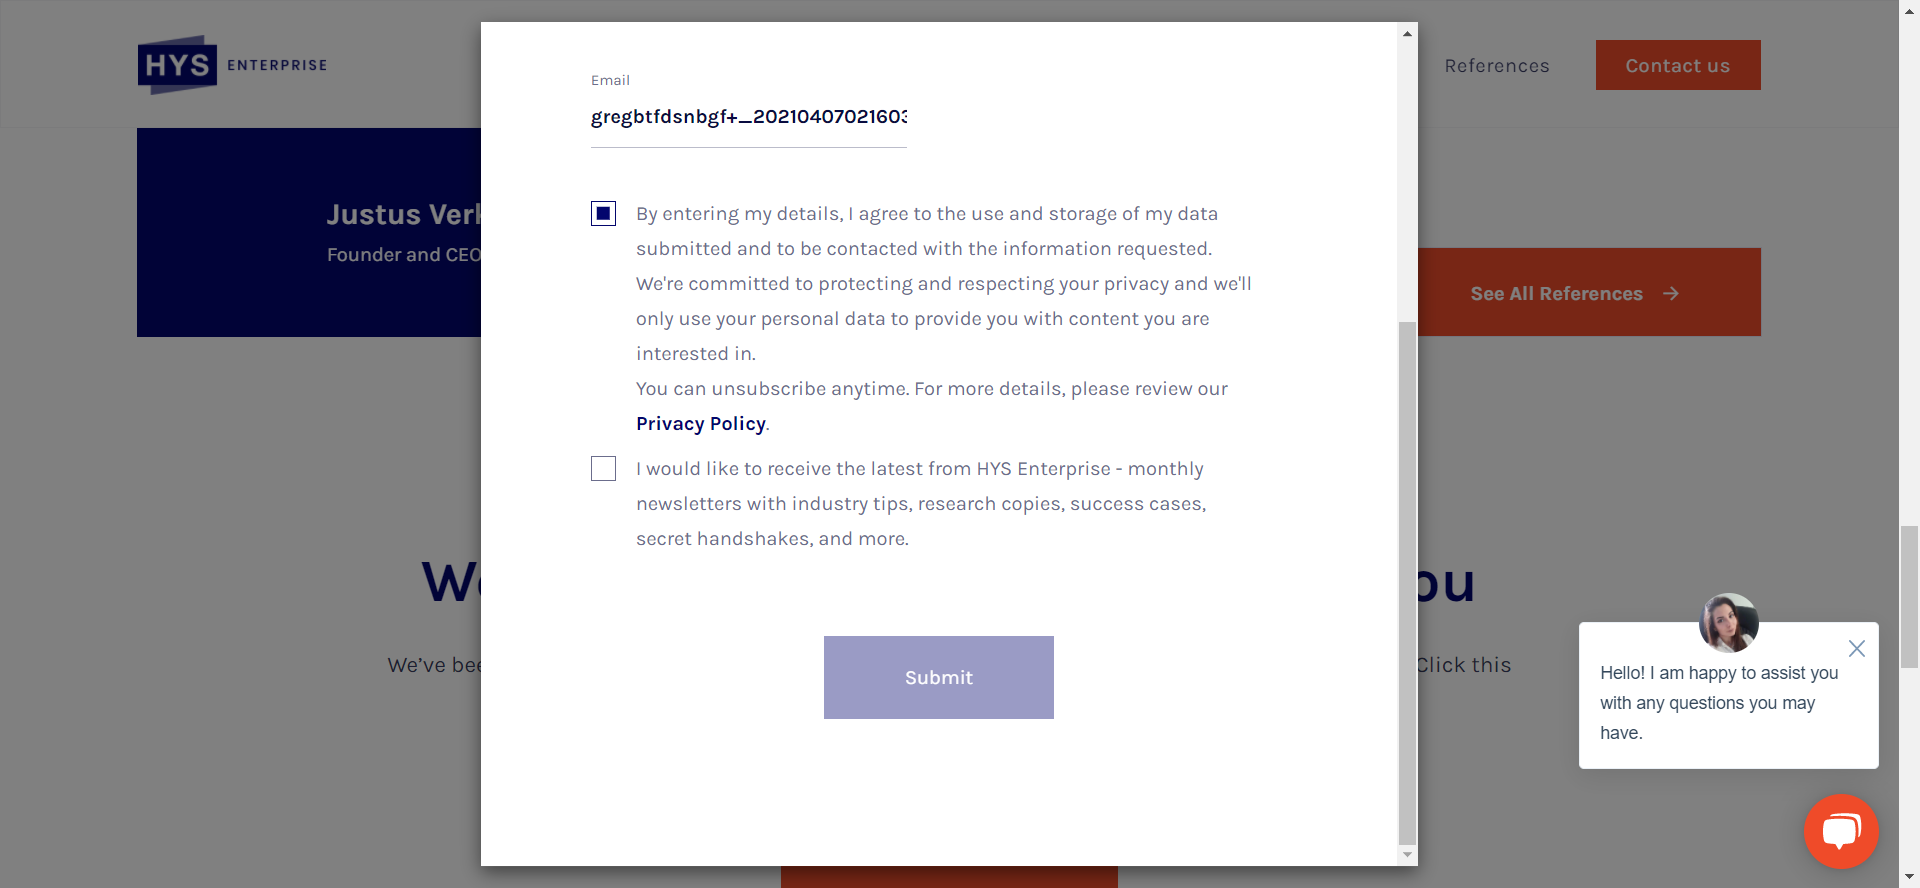 HYS ENTERPRISE
References
Contact us
Email
gregbtfdsnbgf+_20210407021603
Justus Verk
Founder and CEO
By entering my details, I agree to the use and storage of my data
submitted and to be contacted with the information requested.
We're committed to protecting and respecting your privacy and we'll
only use your personal data to provide you with content you are
interested in.
You can unsubscribe anytime. For more details, please review our
Privacy Policy.
See All References
I would like to receive the latest from HYS Enterprise - monthly
newsletters with industry tips, research copies, success cases,
secret handshakes, and more.
ou
We've
Click this
Submit
Hello! I am happy to assist you
with any questions you may
have.